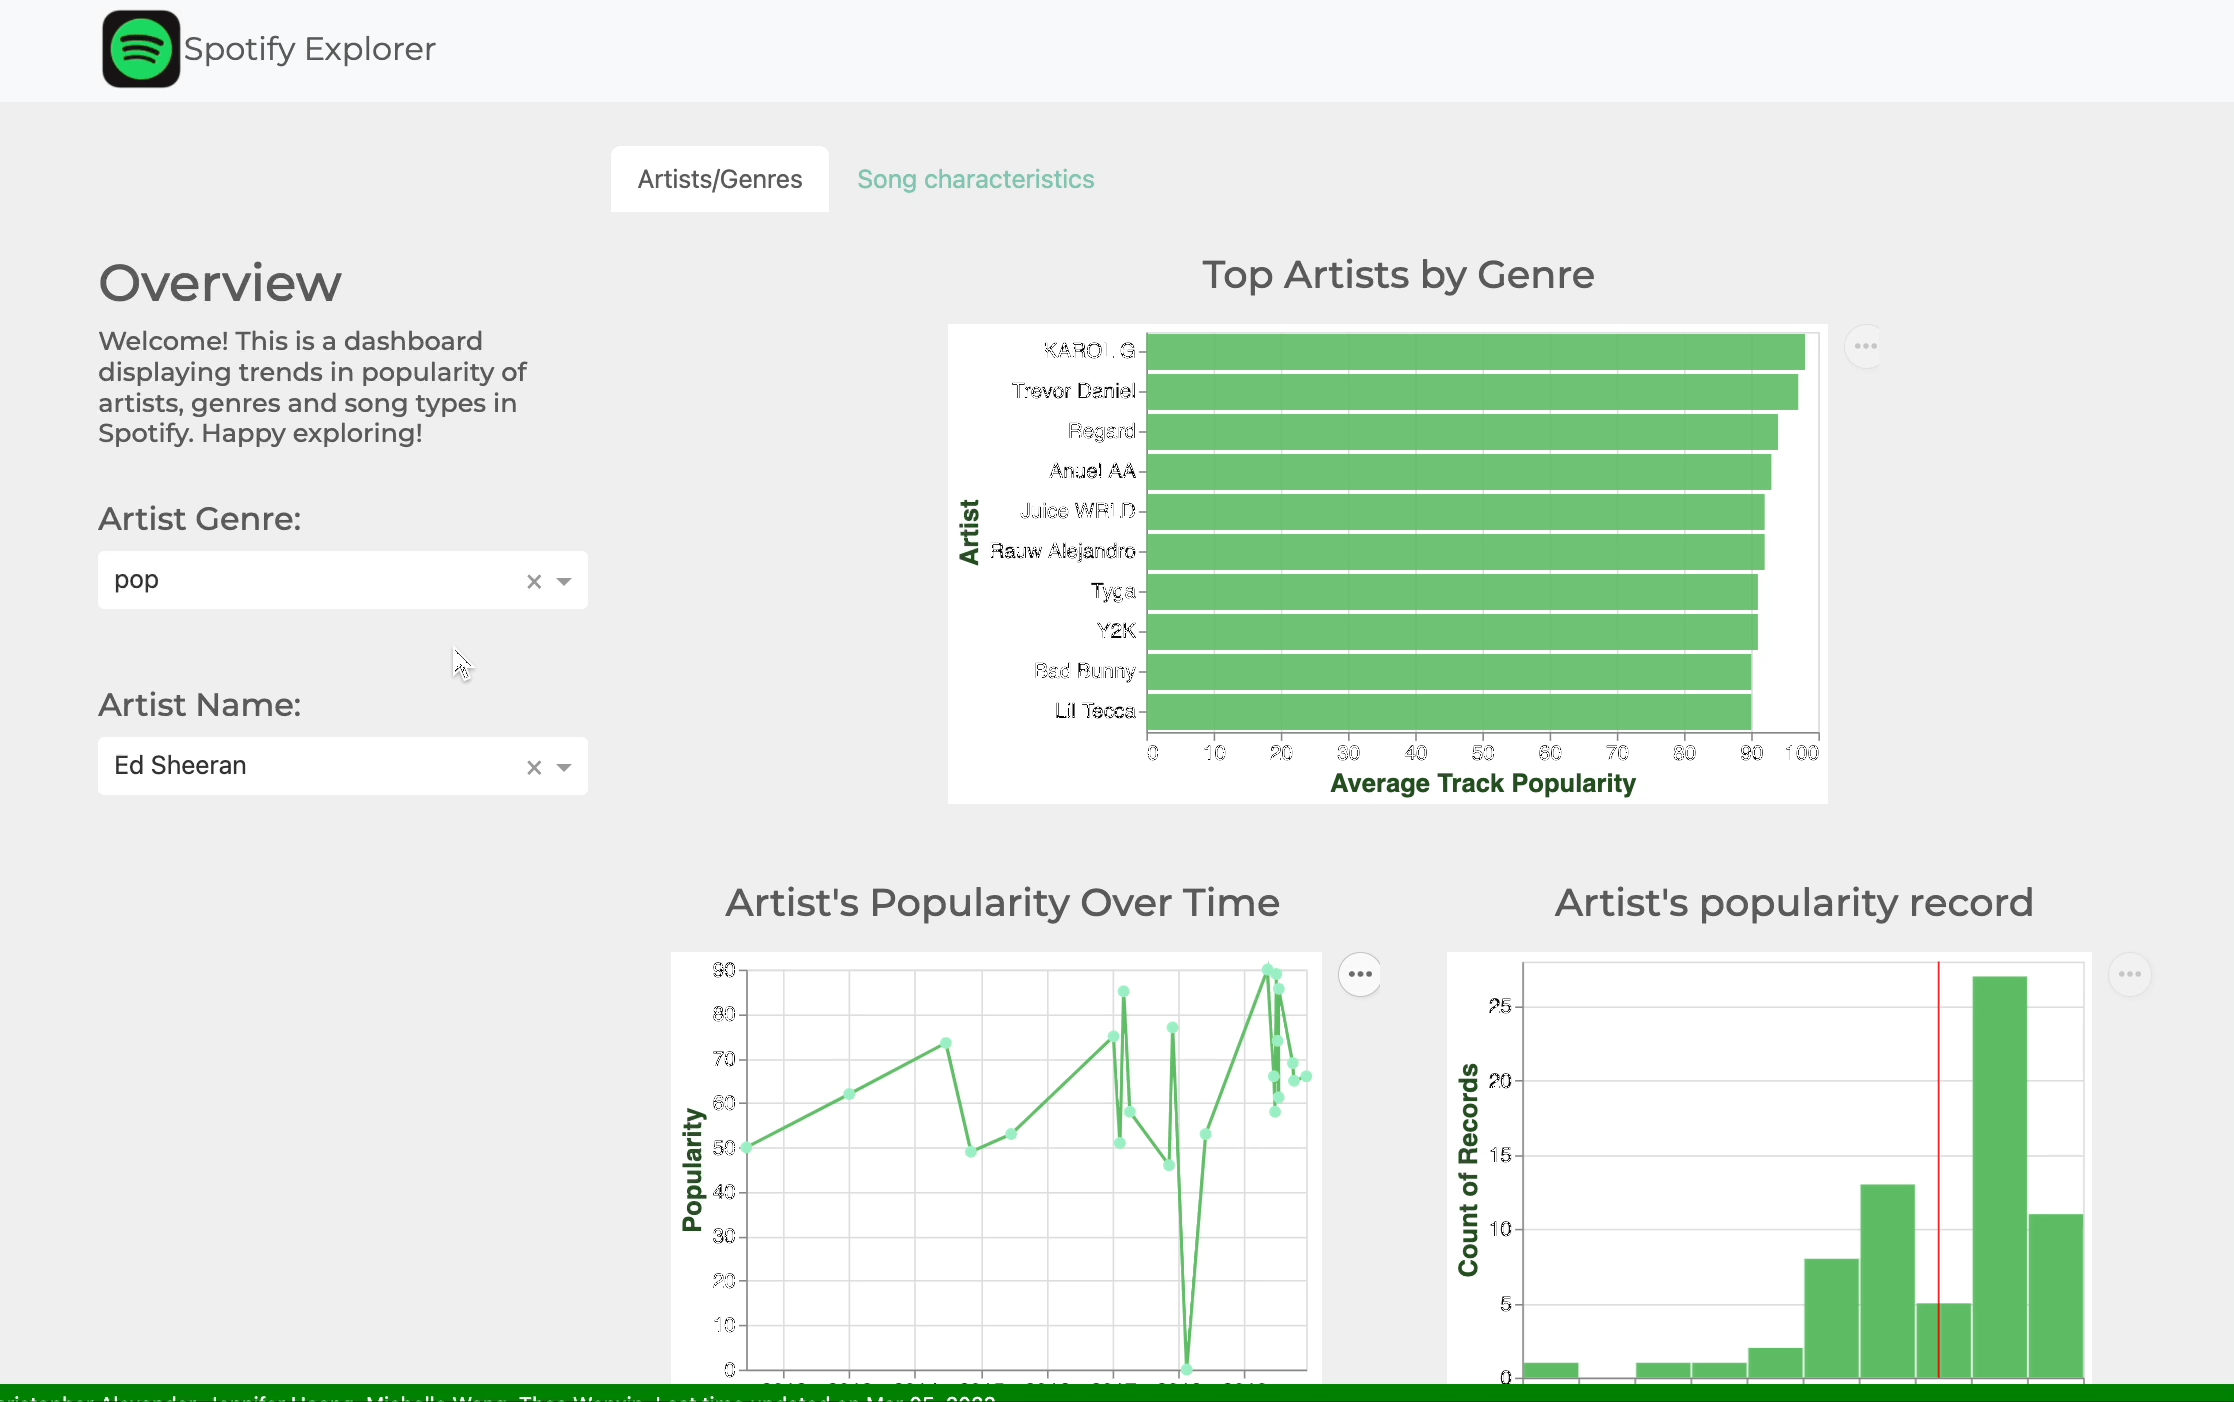 Spotify Explorer
Artists/Genres
Song characteristics
Overview
Welcome! This is a dashboard
displaying trends in popularity of
artists, genres and song types in
Spotify. Happy exploring!
Artist Genre:
pop
Artist Name:
Ed Sheeran
Top Artists by Genre
Artist
KAROL G
Trevor Daniel
Regard
Anuel AA
Juice WRLD
Rauw Alejandro
Tyga
Y2K
Bad Bunny
Lil Tecca
0 10 20 30 40 50 60 70 80 90 100
Average Track Popularity
Artist's Popularity Over Time
Popularity
90
80
70
60
50
40
30
20
10
0
Artist's popularity record
Count of Records
25
20
15
10
5
0